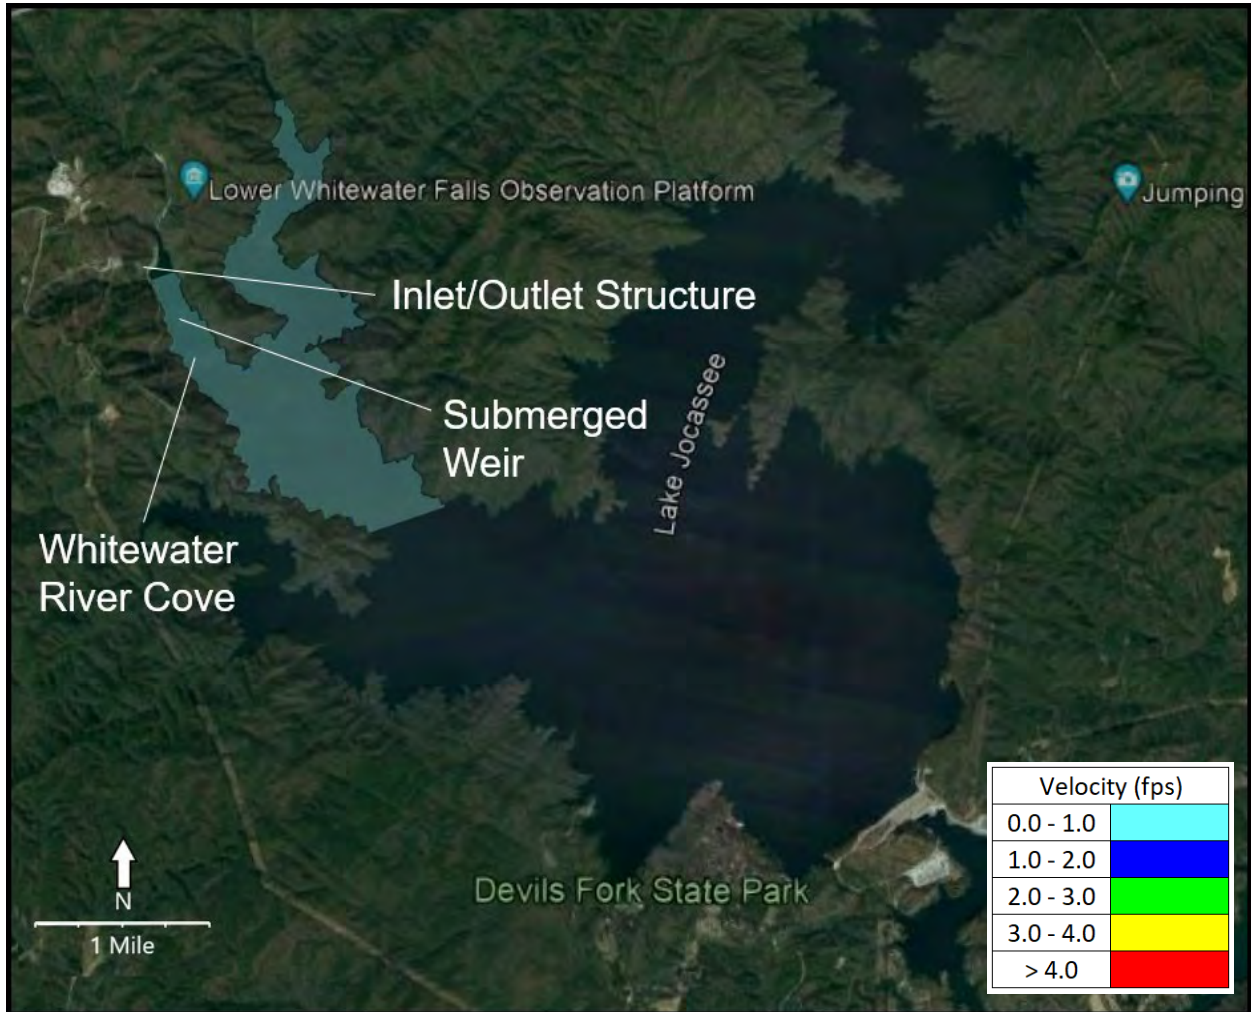 Lower Whitewater Falls Observation Platform
Jumping
Inlet/Outlet Structure
Lake Jocassee
Submerged
Weir
Whitewater
River Cove
Velocity (fps)
0.0 - 1.0
1.0 - 2.0
2.0 - 3.0
3.0 - 4.0
> 4.0
Devils Fork State Park
N
1 Mile